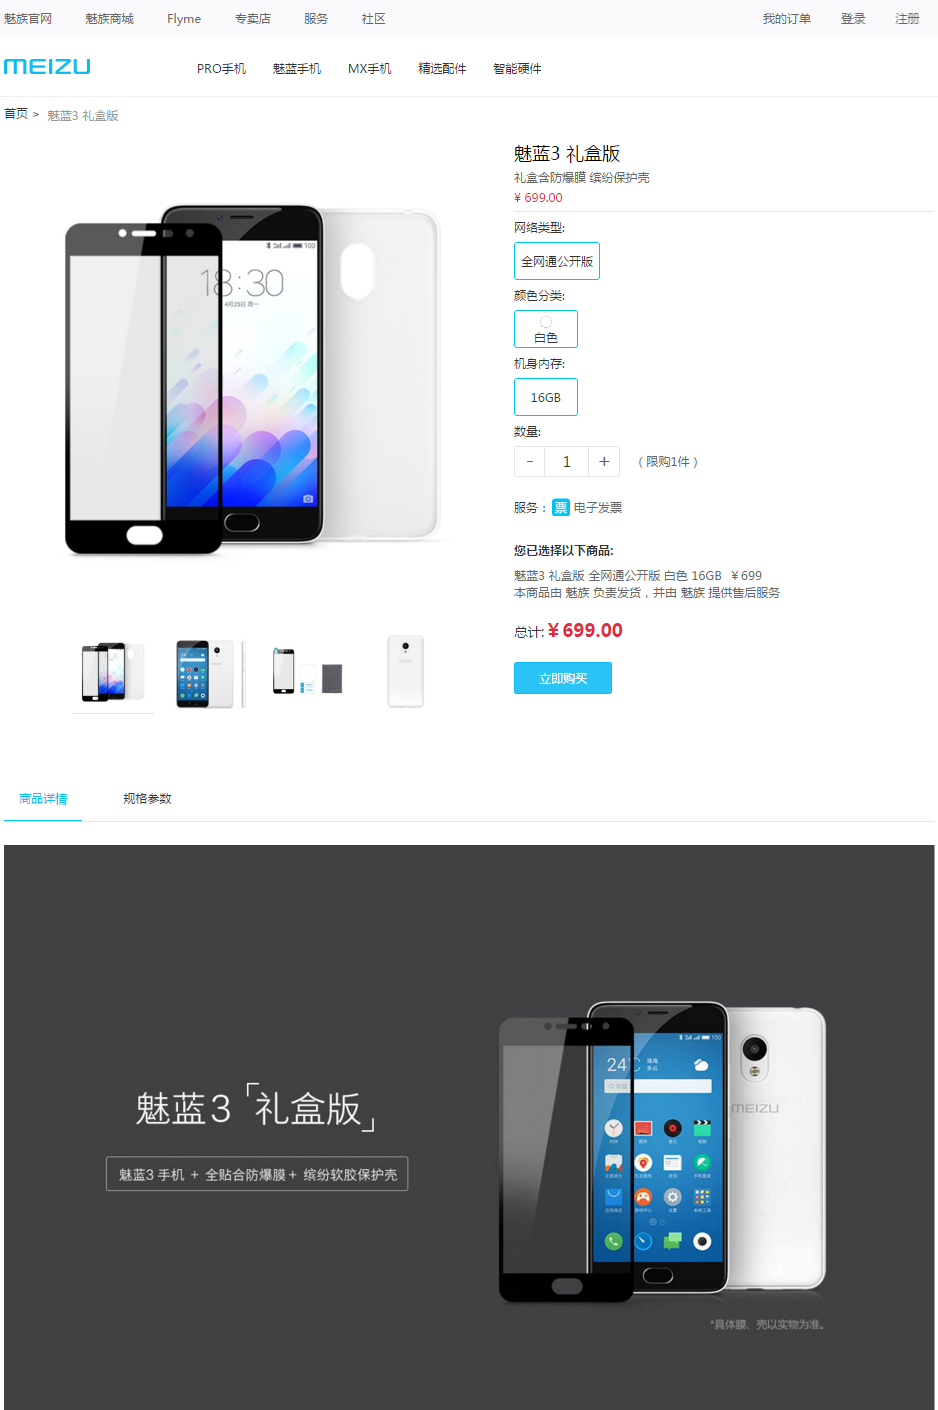 魅族官网 魅族商城 Flyme 专卖店 服务 社区 我的订单 登录 注册
MEIZU PRO手机 魅蓝手机 MX手机 精选配件 智能硬件
首页 > 魅蓝3 礼盒版
魅蓝3 礼盒版
礼盒含防爆膜 缤纷保护壳
¥ 699.00
网络类型:
全网通公开版
颜色分类:
白色
机身内存:
16GB
数量:
- 1 + （限购1件）
服务： 票 电子发票
您已选择以下商品:
魅蓝3 礼盒版 全网通公开版 白色 16GB ¥699
本商品由 魅族 负责发货，并由 魅族 提供售后服务
总计: ¥699.00
立即购买
100
18:30
4月25日 周一
商品详情 规格参数
魅蓝3「礼盒版」
魅蓝3 手机 + 全贴合防爆膜 + 缤纷软胶保护壳
100
24° 珠海
多云
MEIZU
*具体膜、壳以实物为准。